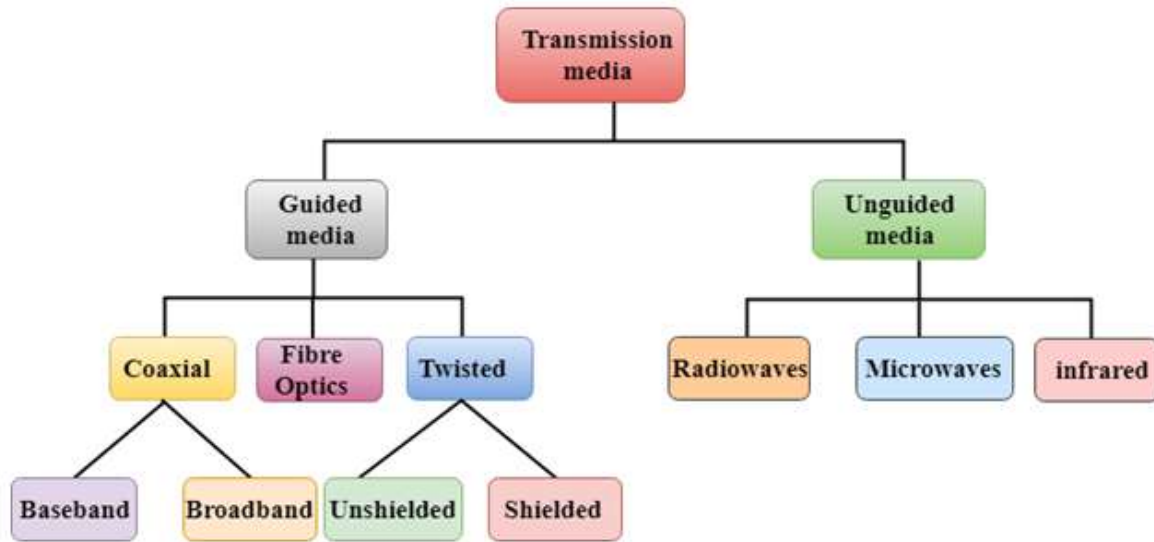 Transmission
media
Guided
media
Unguided
media
Coaxial
Fibre
Optics
Twisted
Radiowaves
Microwaves
infrared
Baseband
Broadband
Unshielded
Shielded